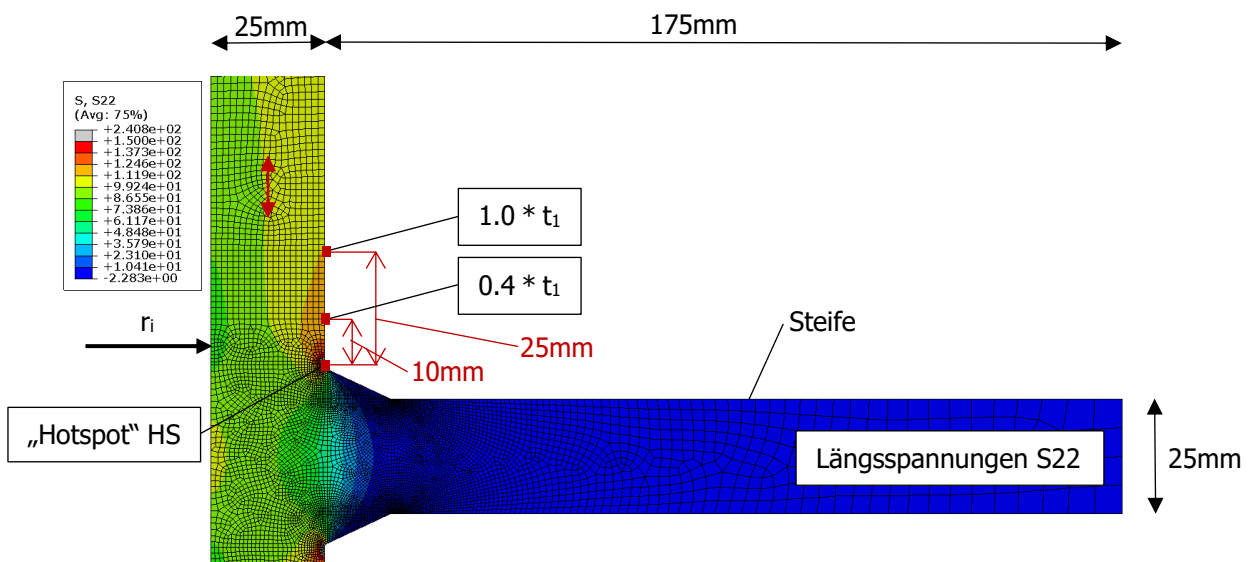 25mm
175mm
S, S22
(Avg: 75%)
+2.408e+02
+1.500e+02
+1.373e+02
+1.246e+02
+1.119e+02
+9.924e+01
+8.655e+01
+7.386e+01
+6.117e+01
+4.848e+01
+3.579e+01
+2.310e+01
+1.041e+01
-2.283e+00
1.0 * t₁
0.4 * t₁
rᵢ
Steife
25mm
10mm
„Hotspot“ HS
Längsspannungen S22
25mm